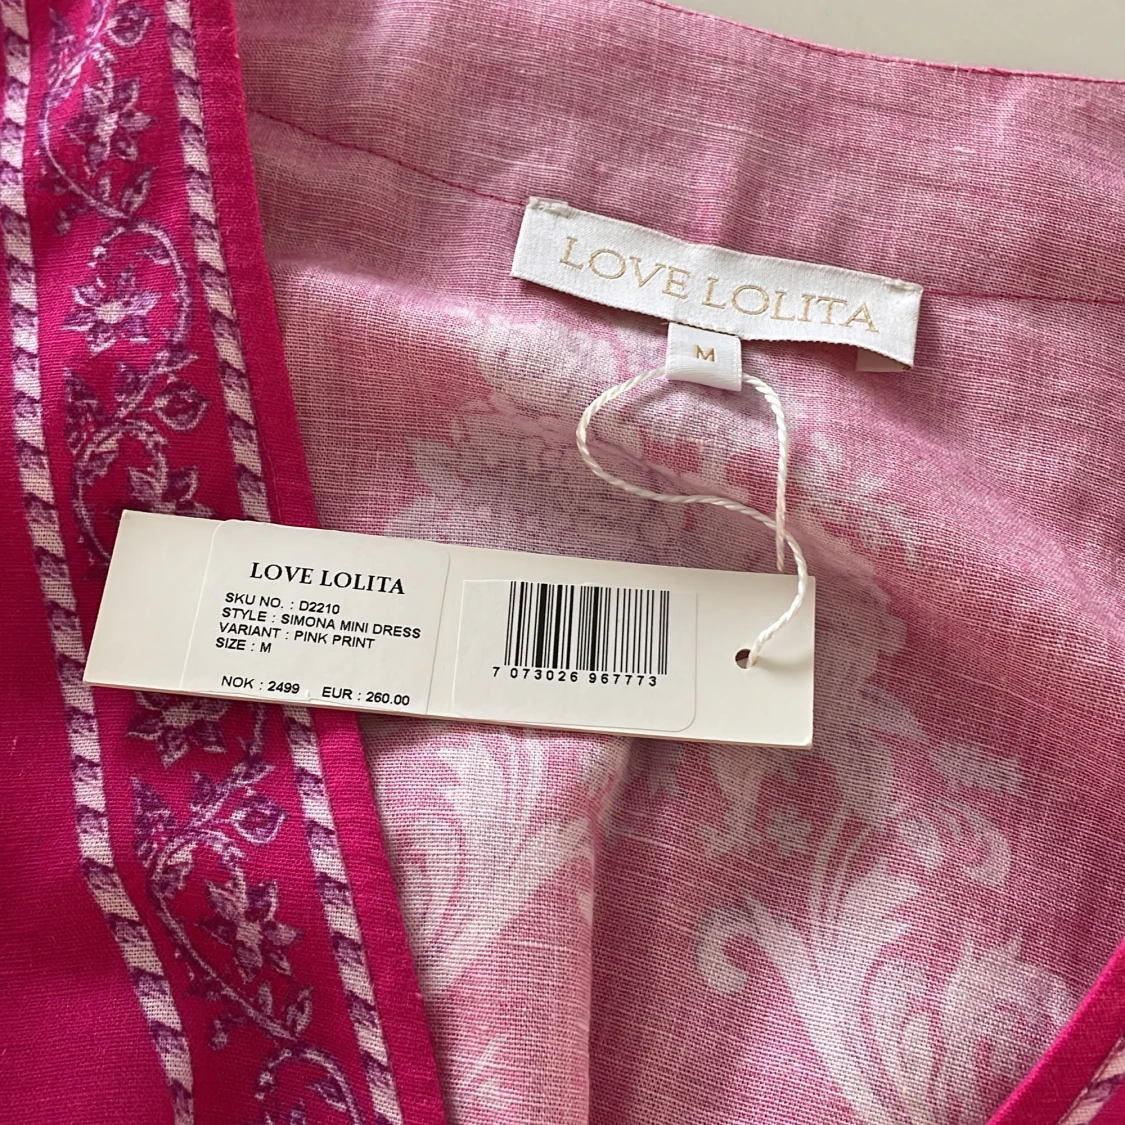 LOVE LOLITA
M
LOVE LOLITA
SKU NO. : D2210
STYLE : SIMONA MINI DRESS
VARIANT : PINK PRINT
SIZE : M
NOK : 2499 EUR : 260.00
7 073026 967773